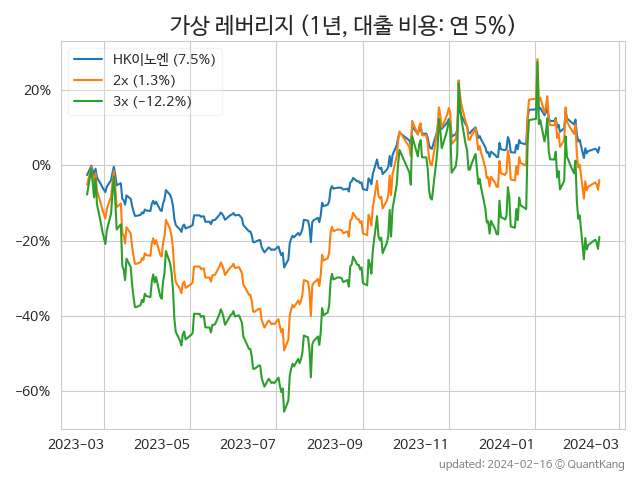 가상 레버리지 (1년, 대출 비용: 연 5%)
HK이노엔 (7.5%)
2x (1.3%)
3x (−12.2%)
20%
0%
−20%
−40%
−60%
2023-03 2023-05 2023-07 2023-09 2023-11 2024-01 2024-03
updated: 2024-02-16 © QuantKang